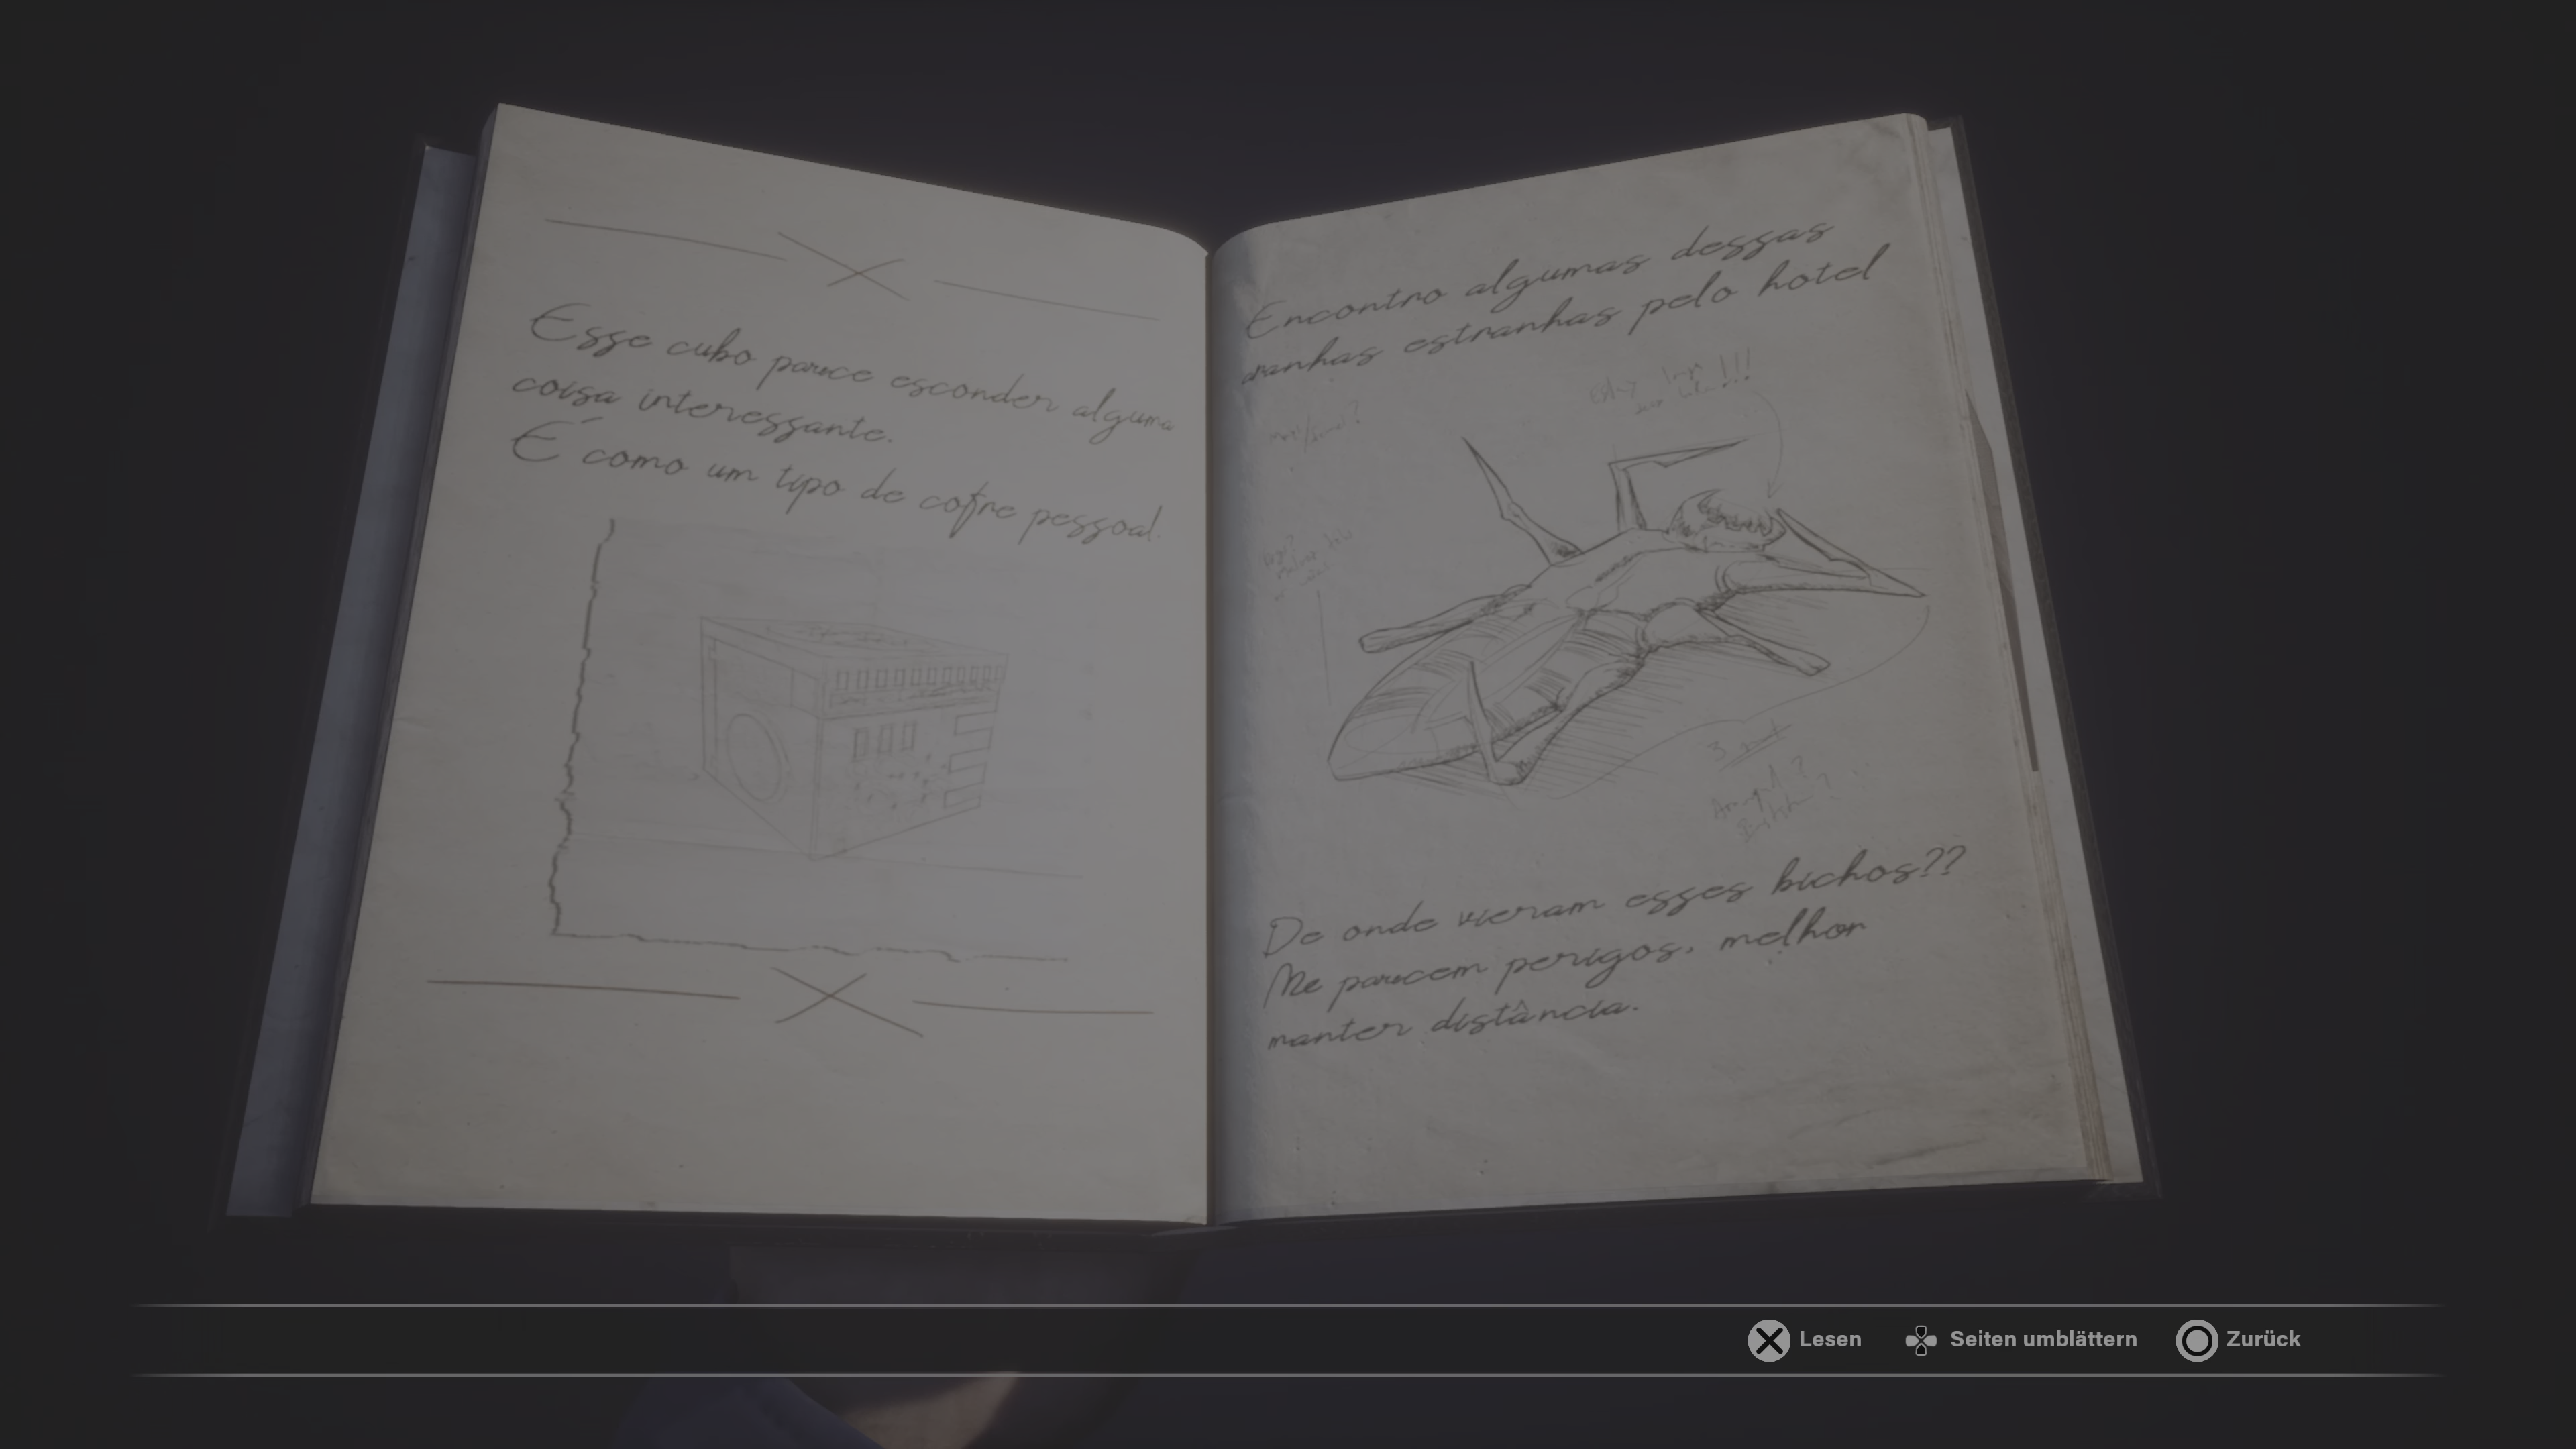 Esse cubo parece esconder alguma
coisa interessante.
É como um tipo de cofre pessoal.
Encontro algumas dessas
aranhas estranhas pelo hotel
De onde vieram esses bichos??
Me parecem perigos, melhor
manter distância.
Lesen
Seiten umblättern
Zurück